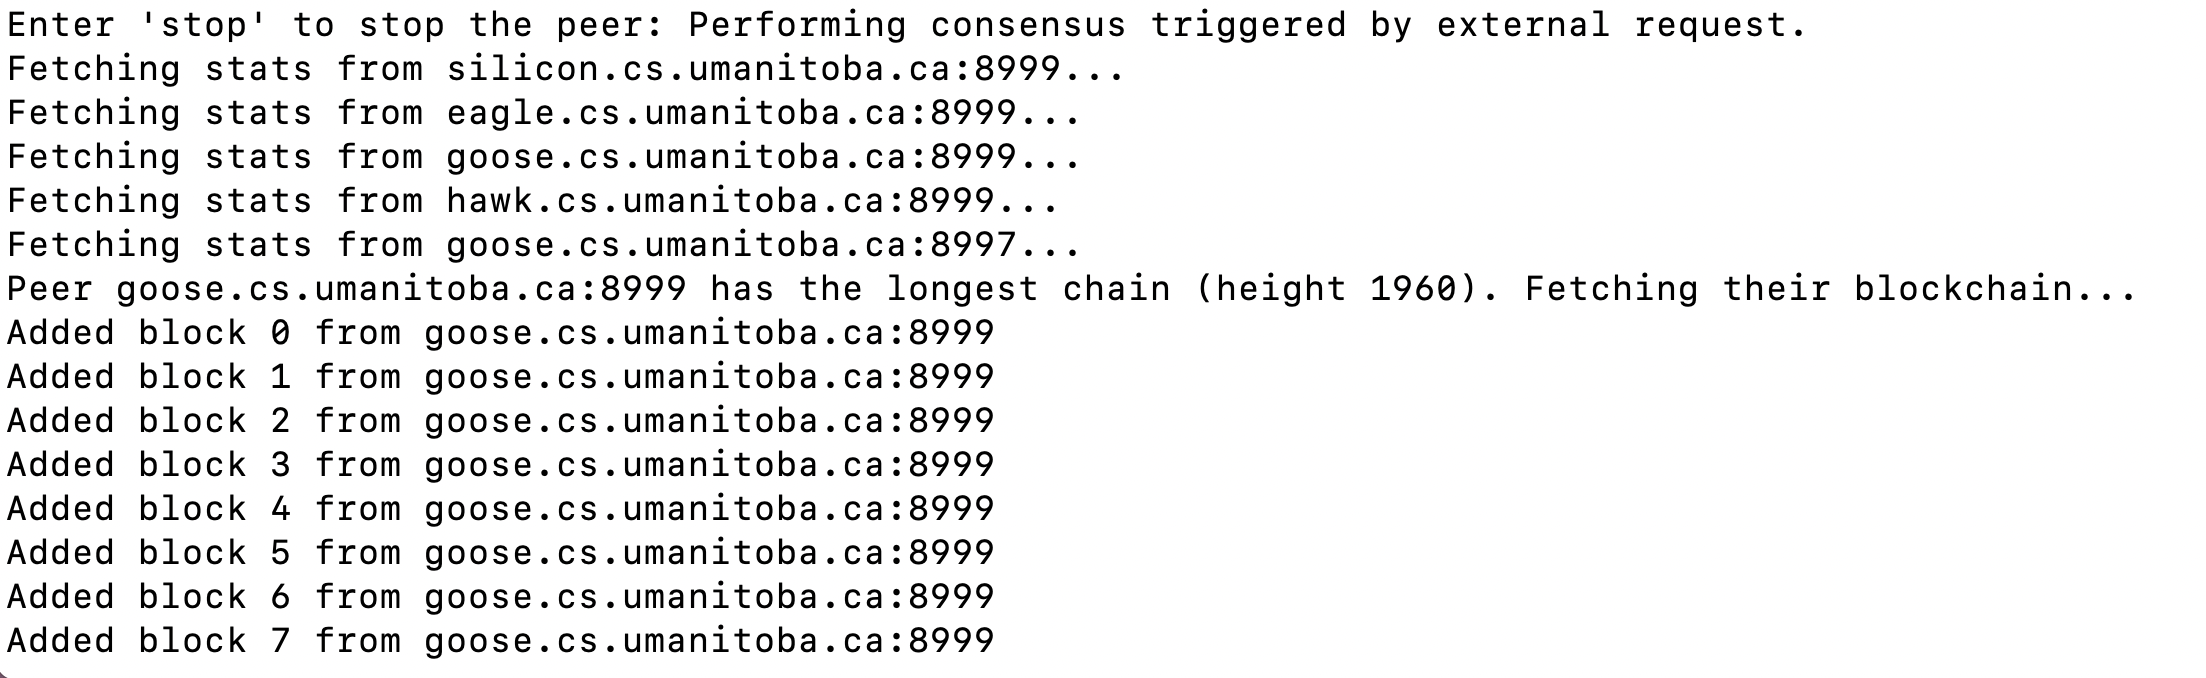 Enter 'stop' to stop the peer: Performing consensus triggered by external request.
Fetching stats from silicon.cs.umanitoba.ca:8999...
Fetching stats from eagle.cs.umanitoba.ca:8999...
Fetching stats from goose.cs.umanitoba.ca:8999...
Fetching stats from hawk.cs.umanitoba.ca:8999...
Fetching stats from goose.cs.umanitoba.ca:8997...
Peer goose.cs.umanitoba.ca:8999 has the longest chain (height 1960). Fetching their blockchain...
Added block 0 from goose.cs.umanitoba.ca:8999
Added block 1 from goose.cs.umanitoba.ca:8999
Added block 2 from goose.cs.umanitoba.ca:8999
Added block 3 from goose.cs.umanitoba.ca:8999
Added block 4 from goose.cs.umanitoba.ca:8999
Added block 5 from goose.cs.umanitoba.ca:8999
Added block 6 from goose.cs.umanitoba.ca:8999
Added block 7 from goose.cs.umanitoba.ca:8999